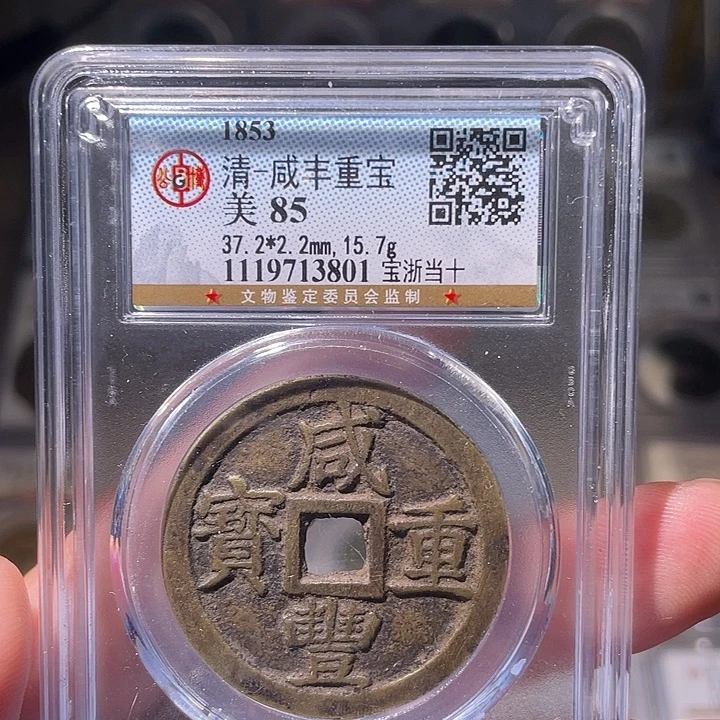 1853
清-咸丰重宝
美 85
37.2*2.2mm, 15.7g
1119713801 宝浙当十
★ 文物鉴定委员会监制 ★
咸
寶 重
豐